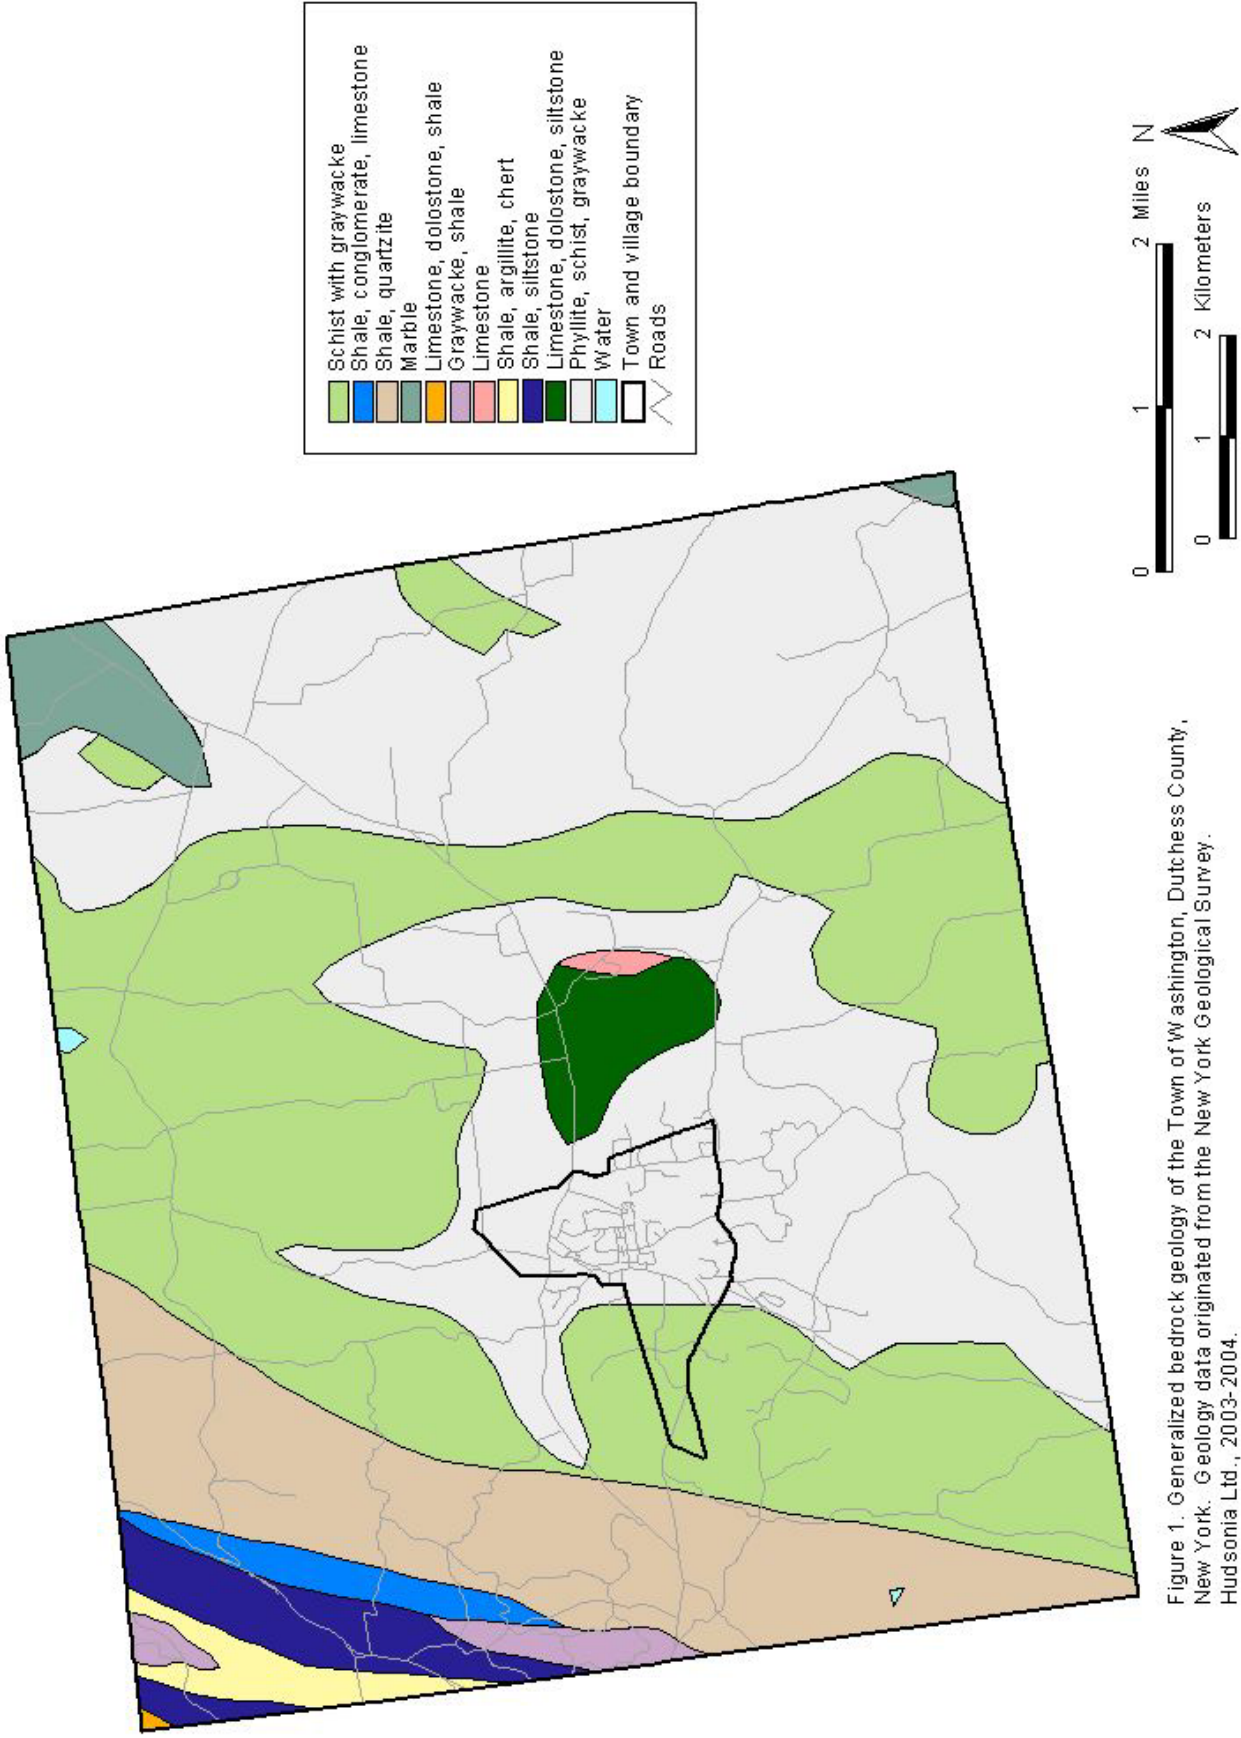 Schist with graywacke
Shale, conglomerate, limestone
Shale, quartzite
Marble
Limestone, dolostone, shale
Graywacke, shale
Limestone
Shale, argillite, chert
Shale, siltstone
Limestone, dolostone, siltstone
Phyllite, schist, graywacke
Water
Town and village boundary
Roads
0 1 2 Miles N
0 1 2 Kilometers
Figure 1. Generalized bedrock geology of the Town of Washington, Dutchess County,
New York. Geology data originated from the New York Geological Survey.
Hudsonia Ltd., 2003-2004.